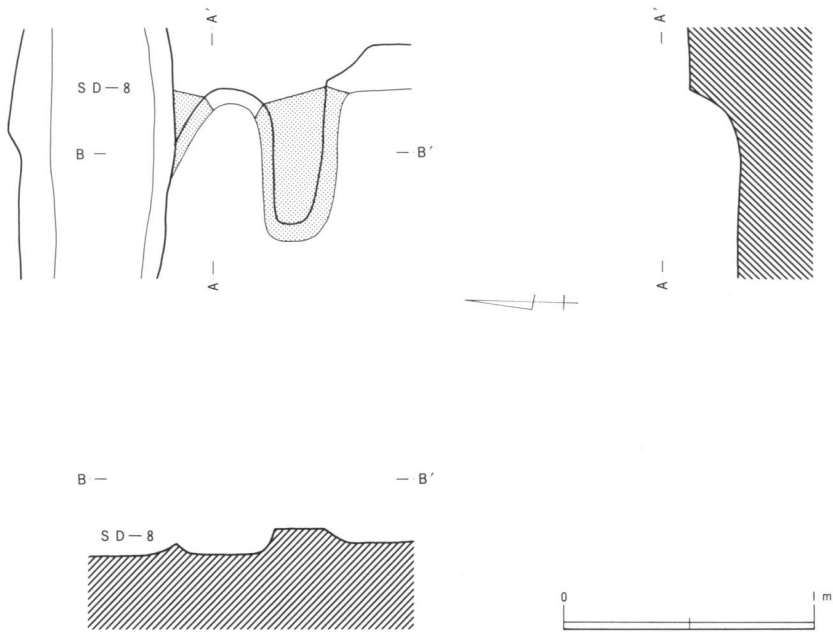 A′
SD—8
B — — B′
A
A′
A
B — — B′
SD—8
0 1 m